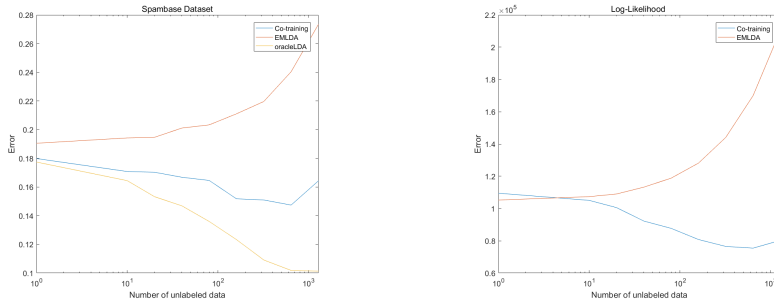 Spambase Dataset
0.28
0.26
0.24
0.22
0.2
0.18
0.16
0.14
0.12
0.1
Error
Co-training
EMLDA
oracleLDA
10^0
10^1
10^2
10^3
Number of unlabeled data
Log-Likelihood
2.2 ×10^5
2
1.8
1.6
1.4
1.2
1
0.8
0.6
Error
Co-training
EMLDA
10^0
10^1
10^2
Number of unlabeled data